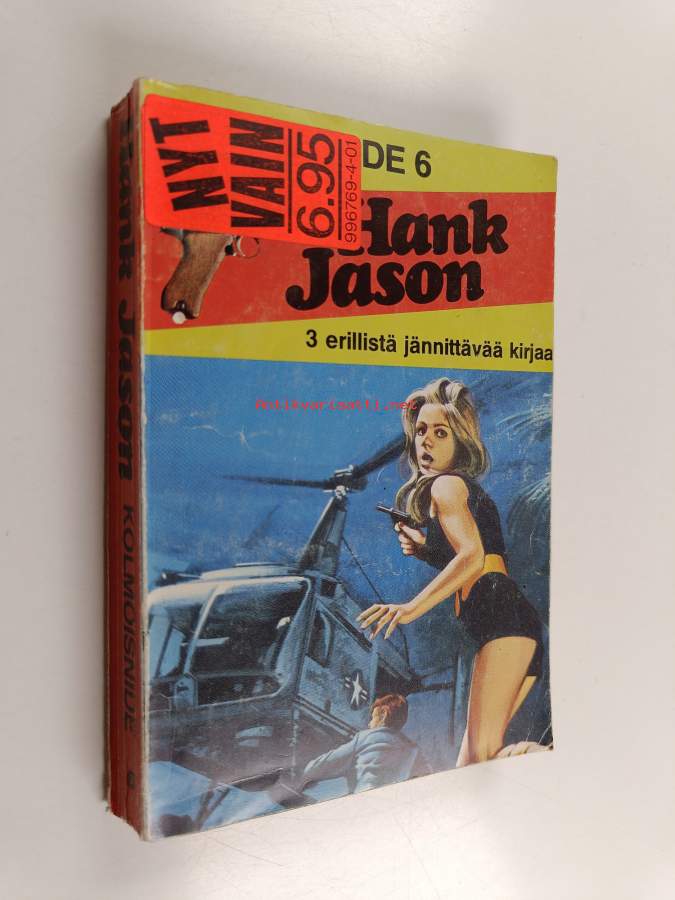 NYT
VAIN
6.95
996769-4-01
DE 6
Hank
Jason
3 erillistä jännittävää kirjaa
Antikvariaatti.net
Hank Jason KOLMOISNIDE 6